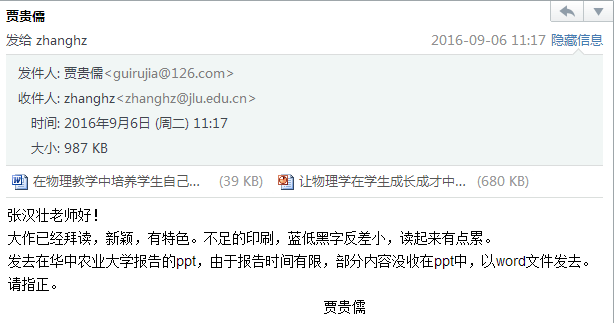 贾贵儒
发给 zhanghz
2016-09-06 11:17 隐藏信息
发件人: 贾贵儒<guirujia@126.com>
收件人: zhanghz<zhanghz@jlu.edu.cn>
时间: 2016年9月6日 (周二) 11:17
大小: 987 KB
在物理教学中培养学生自己... (39 KB) 让物理学在学生成长成才中... (680 KB)
张汉壮老师好！
大作已经拜读，新颖，有特色。不足的印刷，蓝低黑字反差小，读起来有点累。
发去在华中农业大学报告的ppt，由于报告时间有限，部分内容没收在ppt中，以word文件发去。
请指正。
贾贵儒